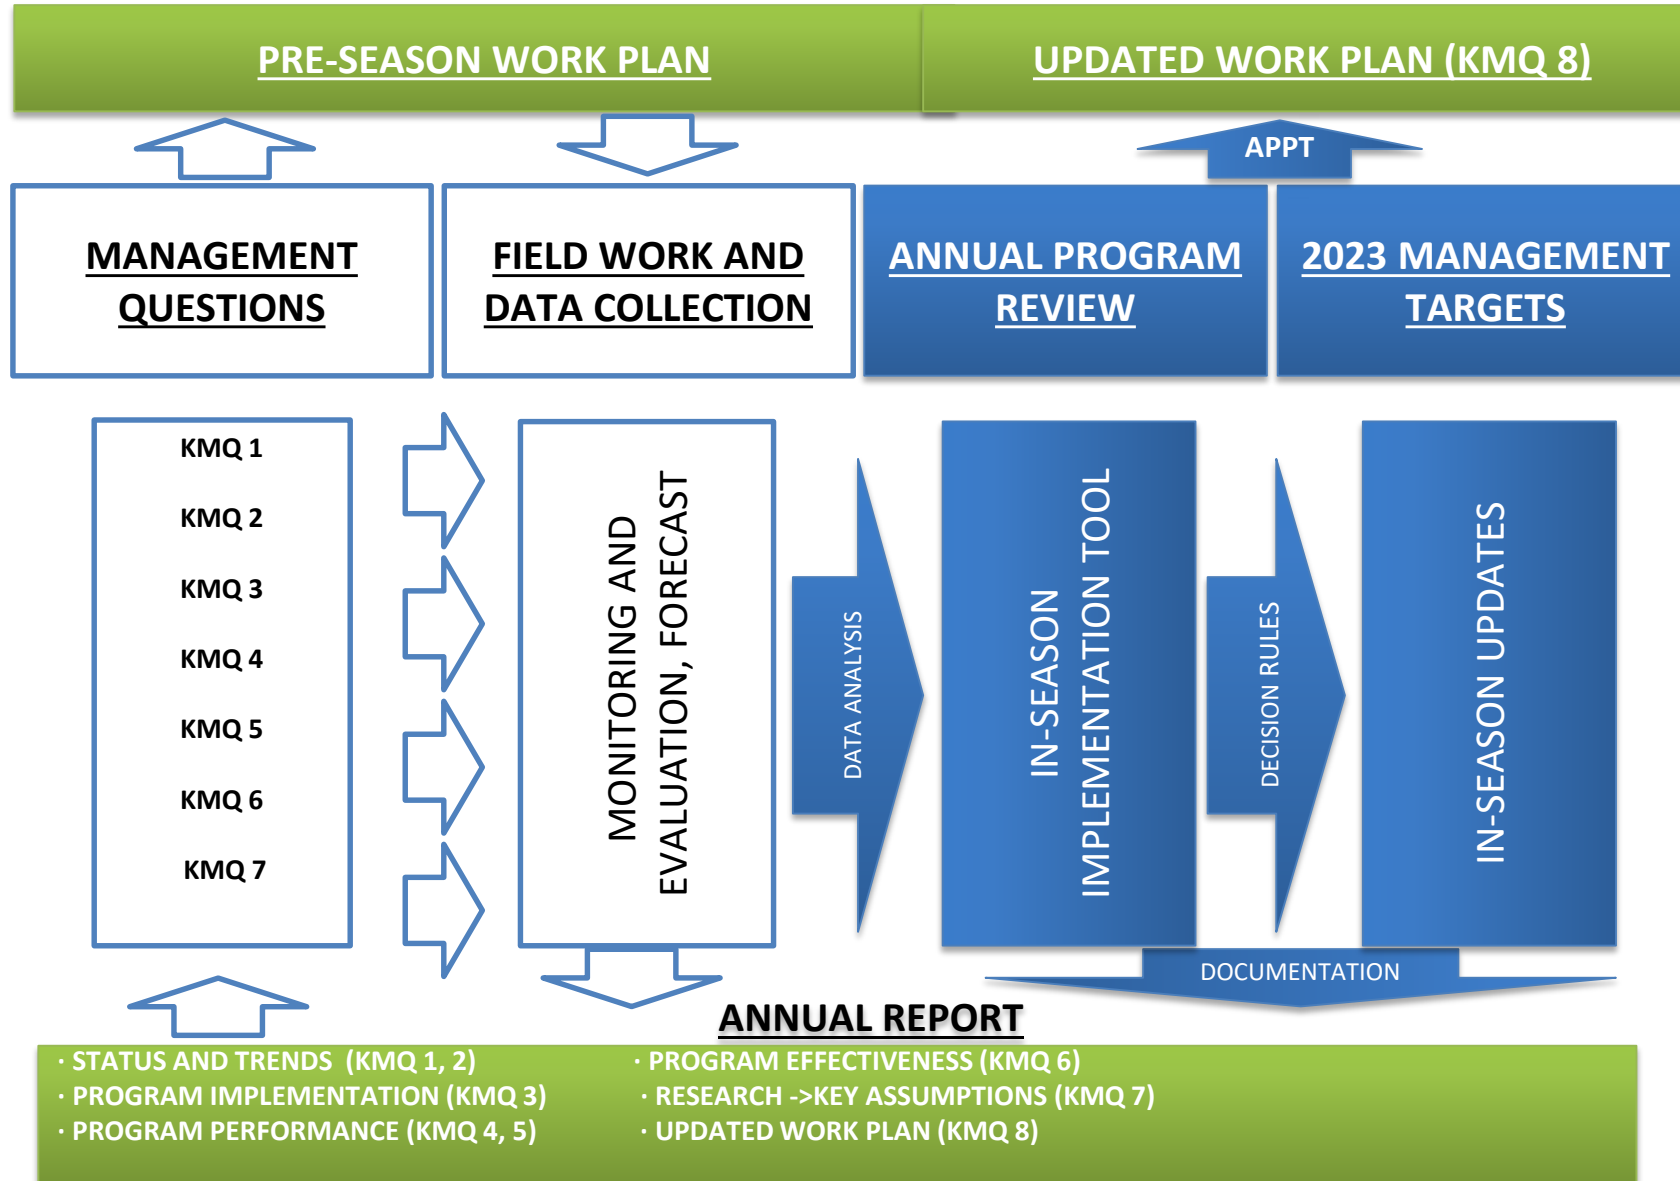 PRE-SEASON WORK PLAN
UPDATED WORK PLAN (KMQ 8)
APPT
MANAGEMENT
QUESTIONS
FIELD WORK AND
DATA COLLECTION
ANNUAL PROGRAM
REVIEW
2023 MANAGEMENT
TARGETS
KMQ 1
KMQ 2
KMQ 3
KMQ 4
KMQ 5
KMQ 6
KMQ 7
MONITORING AND
EVALUATION, FORECAST
DATA ANALYSIS
IN-SEASON
IMPLEMENTATION TOOL
DECISION RULES
IN-SEASON UPDATES
DOCUMENTATION
ANNUAL REPORT
· STATUS AND TRENDS (KMQ 1, 2)
· PROGRAM IMPLEMENTATION (KMQ 3)
· PROGRAM PERFORMANCE (KMQ 4, 5)
· PROGRAM EFFECTIVENESS (KMQ 6)
· RESEARCH ->KEY ASSUMPTIONS (KMQ 7)
· UPDATED WORK PLAN (KMQ 8)